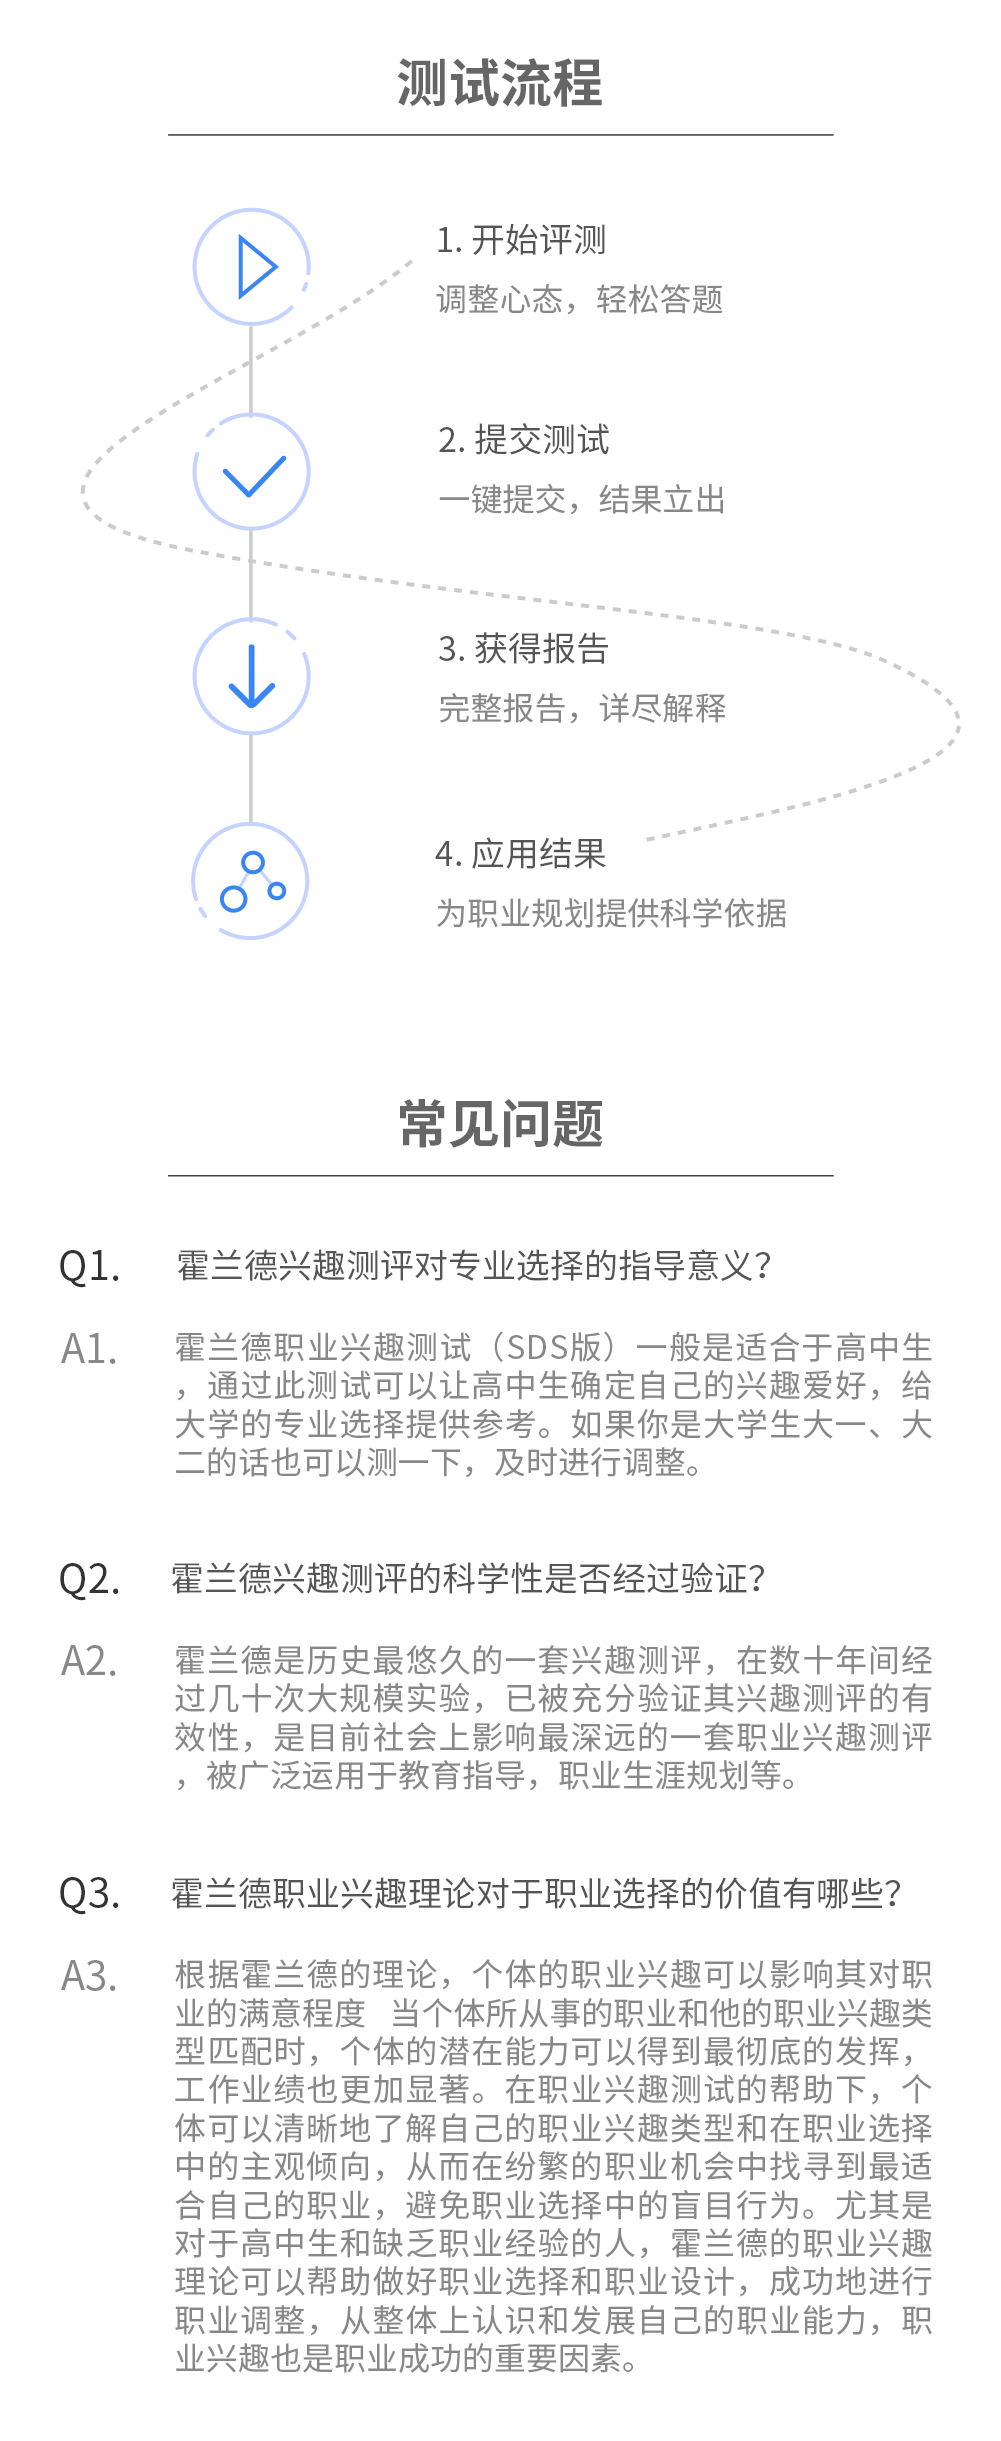 测试流程
1. 开始评测
调整心态，轻松答题
2. 提交测试
一键提交，结果立出
3. 获得报告
完整报告，详尽解释
4. 应用结果
为职业规划提供科学依据
常见问题
Q1. 霍兰德兴趣测评对专业选择的指导意义？
A1. 霍兰德职业兴趣测试（SDS版）一般是适合于高中生
，通过此测试可以让高中生确定自己的兴趣爱好，给
大学的专业选择提供参考。如果你是大学生大一、大
二的话也可以测一下，及时进行调整。
Q2. 霍兰德兴趣测评的科学性是否经过验证？
A2. 霍兰德是历史最悠久的一套兴趣测评，在数十年间经
过几十次大规模实验，已被充分验证其兴趣测评的有
效性，是目前社会上影响最深远的一套职业兴趣测评
，被广泛运用于教育指导，职业生涯规划等。
Q3. 霍兰德职业兴趣理论对于职业选择的价值有哪些？
A3. 根据霍兰德的理论，个体的职业兴趣可以影响其对职
业的满意程度 当个体所从事的职业和他的职业兴趣类
型匹配时，个体的潜在能力可以得到最彻底的发挥，
工作业绩也更加显著。在职业兴趣测试的帮助下，个
体可以清晰地了解自己的职业兴趣类型和在职业选择
中的主观倾向，从而在纷繁的职业机会中找寻到最适
合自己的职业，避免职业选择中的盲目行为。尤其是
对于高中生和缺乏职业经验的人，霍兰德的职业兴趣
理论可以帮助做好职业选择和职业设计，成功地进行
职业调整，从整体上认识和发展自己的职业能力，职
业兴趣也是职业成功的重要因素。